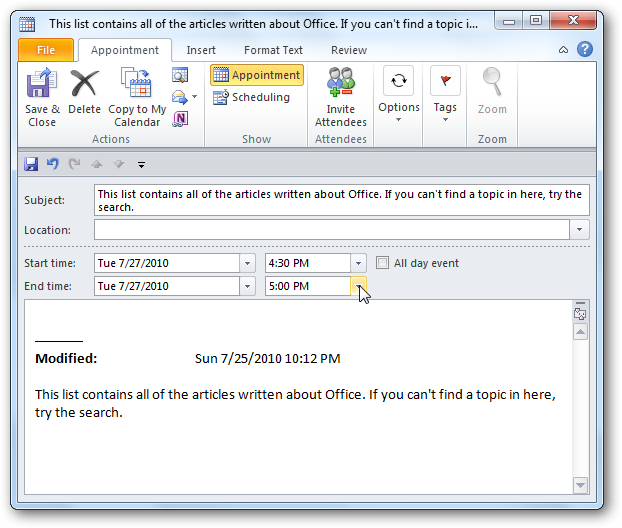 This list contains all of the articles written about Office. If you can't find a topic i...
File Appointment Insert Format Text Review
Save & Close Delete Copy to My Calendar Appointment Scheduling Invite Attendees Options Tags Zoom
Actions Show Attendees Zoom
Subject: This list contains all of the articles written about Office. If you can't find a topic in here, try the
search.
Location:
Start time: Tue 7/27/2010 4:30 PM All day event
End time: Tue 7/27/2010 5:00 PM
Modified: Sun 7/25/2010 10:12 PM
This list contains all of the articles written about Office. If you can't find a topic in here,
try the search.